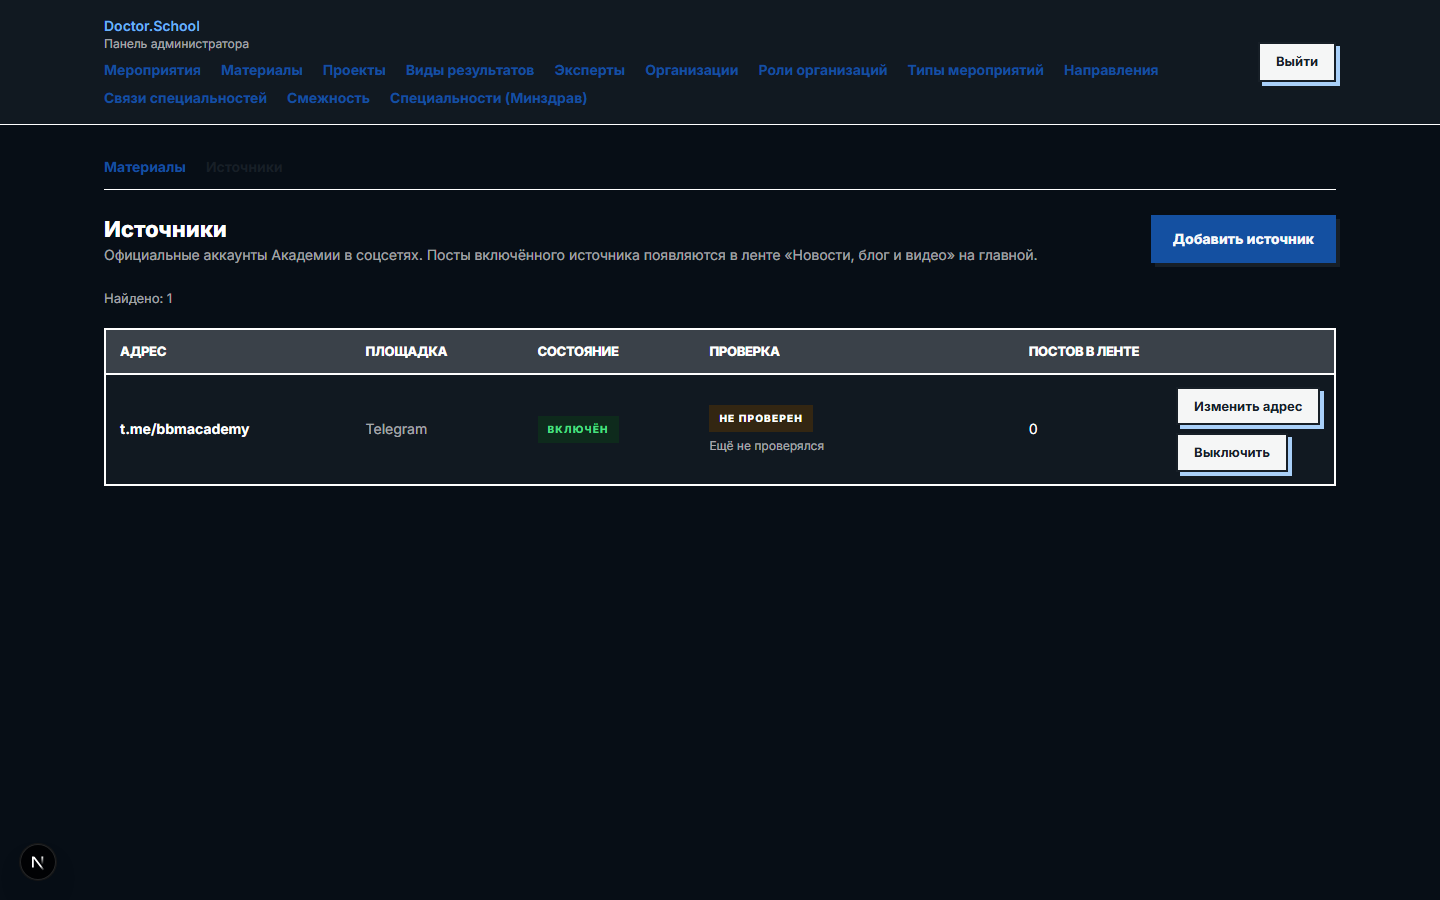 Doctor.School
Панель администратора
Мероприятия Материалы Проекты Виды результатов Эксперты Организации Роли организаций Типы мероприятий Направления
Связи специальностей Смежность Специальности (Минздрав)
Выйти
Материалы Источники
Источники
Официальные аккаунты Академии в соцсетях. Посты включённого источника появляются в ленте «Новости, блог и видео» на главной.
Добавить источник
Найдено: 1
АДРЕС ПЛОЩАДКА СОСТОЯНИЕ ПРОВЕРКА ПОСТОВ В ЛЕНТЕ
t.me/bbmacademy Telegram ВКЛЮЧЁН НЕ ПРОВЕРЕН
Ещё не проверялся
0
Изменить адрес
Выключить
N